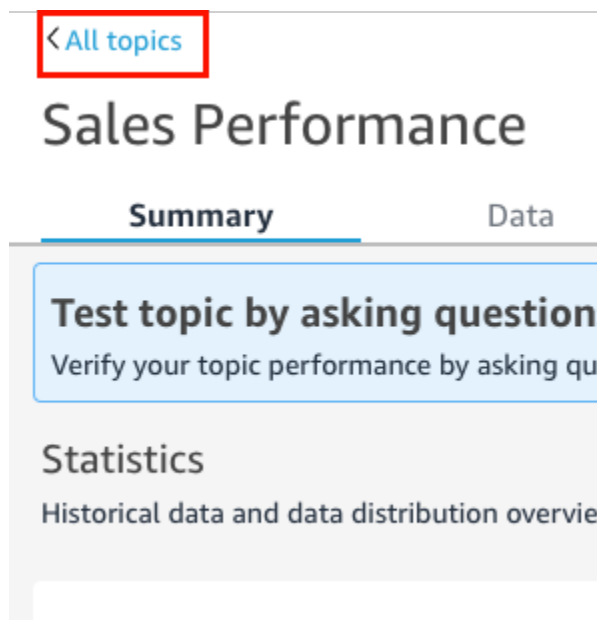 All topics
Sales Performance
Summary Data
Test topic by asking question
Verify your topic performance by asking qu
Statistics
Historical data and data distribution overvie